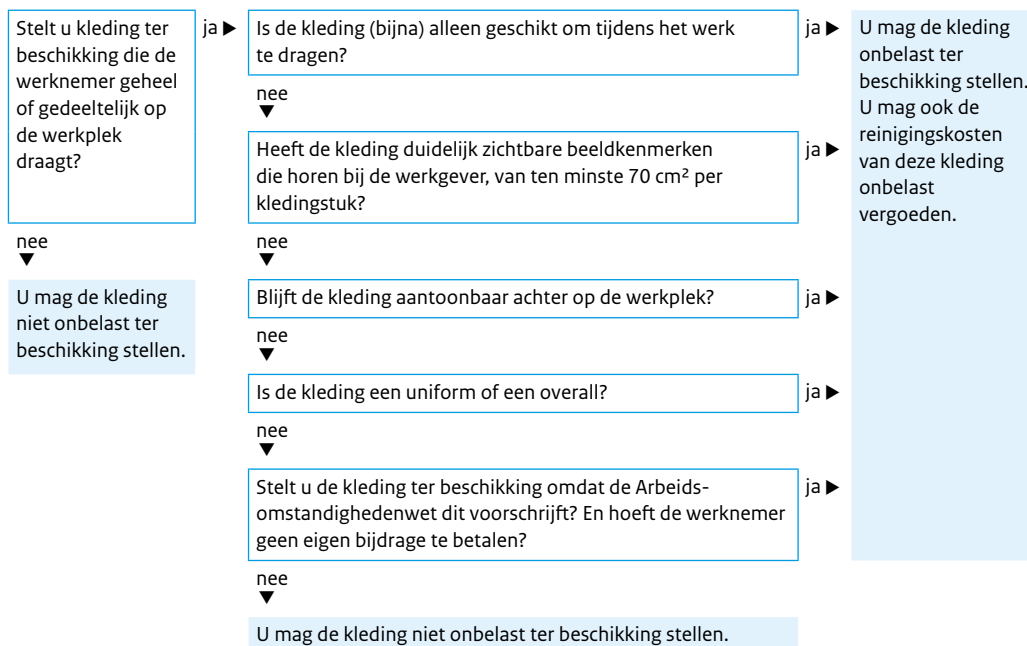 Stelt u kleding ter
beschikking die de
werknemer geheel
of gedeeltelijk op
de werkplek
draagt?
ja ▶
nee
▼
U mag de kleding
niet onbelast ter
beschikking stellen.
Is de kleding (bijna) alleen geschikt om tijdens het werk
te dragen?
ja ▶
nee
▼
Heeft de kleding duidelijk zichtbare beeldkenmerken
die horen bij de werkgever, van ten minste 70 cm² per
kledingstuk?
ja ▶
nee
▼
Blijft de kleding aantoonbaar achter op de werkplek?
ja ▶
nee
▼
Is de kleding een uniform of een overall?
ja ▶
nee
▼
Stelt u de kleding ter beschikking omdat de Arbeids-
omstandighedenwet dit voorschrijft? En hoeft de werknemer
geen eigen bijdrage te betalen?
ja ▶
nee
▼
U mag de kleding niet onbelast ter beschikking stellen.
U mag de kleding
onbelast ter
beschikking stellen.
U mag ook de
reinigingskosten
van deze kleding
onbelast
vergoeden.